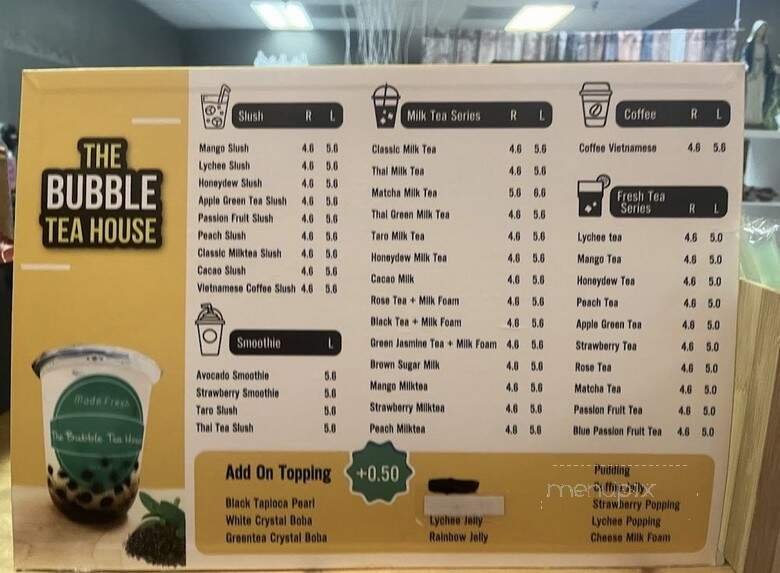 THE
BUBBLE
TEA HOUSE
Made Fresh
The Bubble Tea House
Slush R L
Mango Slush 4.6 5.6
Lychee Slush 4.6 5.6
Honeydew Slush 4.6 5.6
Apple Green Tea Slush 4.6 5.6
Passion Fruit Slush 4.6 5.6
Peach Slush 4.6 5.6
Classic Milktea Slush 4.6 5.6
Cacao Slush 4.6 5.6
Vietnamese Coffee Slush 4.6 5.6
Smoothie L
Avocado Smoothie 5.6
Strawberry Smoothie 5.6
Taro Slush 5.6
Thai Tea Slush 5.6
Milk Tea Series R L
Classic Milk Tea 4.6 5.6
Thai Milk Tea 4.6 5.6
Matcha Milk Tea 5.6 6.6
Thai Green Milk Tea 4.6 5.6
Taro Milk Tea 4.6 5.6
Honeydew Milk Tea 4.6 5.6
Cacao Milk 4.6 5.6
Rose Tea + Milk Foam 4.6 5.6
Black Tea + Milk Foam 4.6 5.6
Green Jasmine Tea + Milk Foam 4.6 5.6
Brown Sugar Milk 4.6 5.6
Mango Milktea 4.6 5.6
Strawberry Milktea 4.6 5.6
Peach Milktea 4.6 5.6
Coffee R L
Coffee Vietnamese 4.6 5.6
Fresh Tea
Series R L
Lychee tea 4.6 5.0
Mango Tea 4.6 5.0
Honeydew Tea 4.6 5.0
Peach Tea 4.6 5.0
Apple Green Tea 4.6 5.0
Strawberry Tea 4.6 5.0
Rose Tea 4.6 5.0
Matcha Tea 4.6 5.0
Passion Fruit Tea 4.6 5.0
Blue Passion Fruit Tea 4.6 5.0
Add On Topping +0.50
Black Tapioca Pearl
White Crystal Boba
Greentea Crystal Boba
Lychee Jelly
Rainbow Jelly
Pudding
Coffee Jelly
Strawberry Popping
Lychee Popping
Cheese Milk Foam
menupix